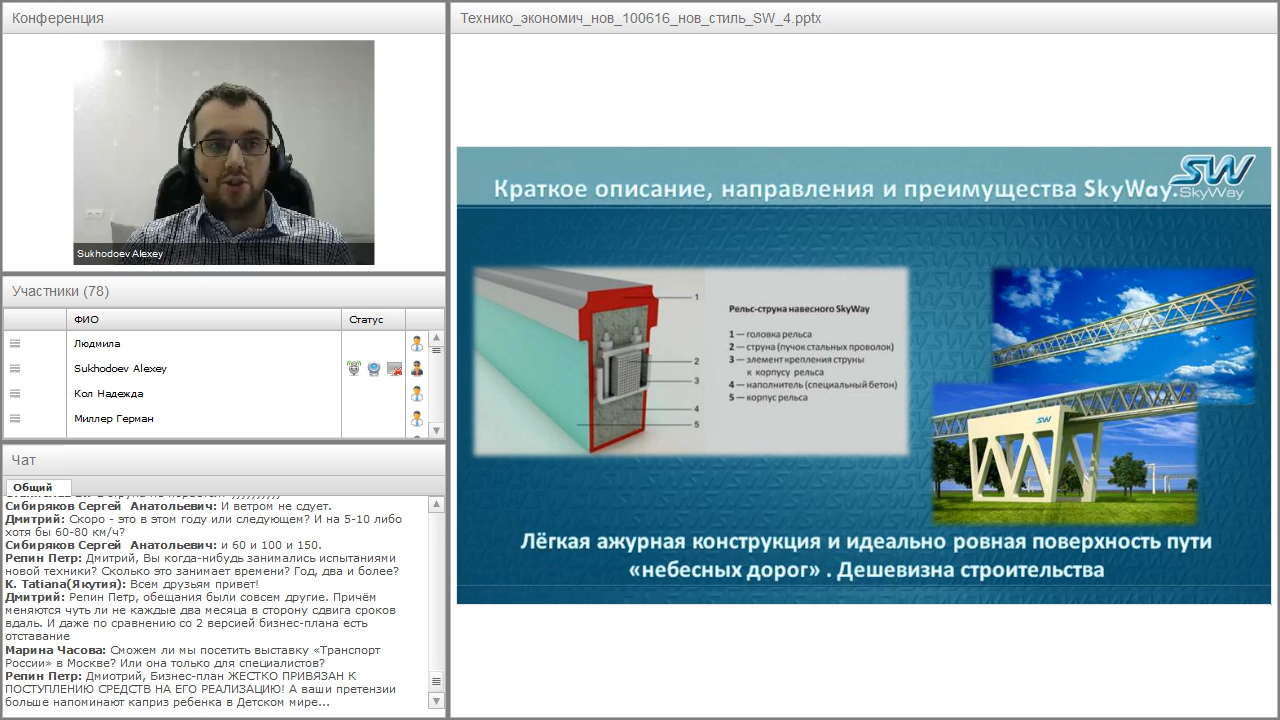 Конференция
Sukhodoev Alexey
Участники (78)
ФИО
Статус
Людмила
Sukhodoev Alexey
Кол Надежда
Миллер Герман
Чат
Общий
Сибиряков Сергей Анатольевич: И ветром не сдует.
Дмитрий: Скоро - это в этом году или следующем? И на 5-10 либо
хотя бы 60-80 км/ч?
Сибиряков Сергей Анатольевич: и 60 и 100 и 150.
Репин Петр: Дмитрий, Вы когда-нибудь занимались испытаниями
новой техники? Сколько это занимает времени? Год, два и более?
K. Tatiana(Якутия): Всем друзьям привет!
Дмитрий: Репин Петр, обещания были совсем другие. Причём
меняются чуть ли не каждые два месяца в сторону сдвига сроков
вдаль. И даже по сравнению со 2 версией бизнес-плана есть
отставание
Марина Часова: Сможем ли мы посетить выставку «Транспорт
России» в Москве? Или она только для специалистов?
Репин Петр: Дмиотрий, Бизнес-план ЖЕСТКО ПРИВЯЗАН К
ПОСТУПЛЕНИЮ СРЕДСТВ НА ЕГО РЕАЛИЗАЦИЮ! А ваши претензии
больше напоминают каприз ребенка в Детском мире...
Технико_экономич_нов_100616_нов_стиль_SW_4.pptx
SW
SkyWay
Краткое описание, направления и преимущества SkyWay.
1
2
3
4
5
Рельс-струна навесного SkyWay
1 — головка рельса
2 — струна (пучок стальных проволок)
3 — элемент крепления струны
к корпусу рельса
4 — наполнитель (специальный бетон)
5 — корпус рельса
SW
Лёгкая ажурная конструкция и идеально ровная поверхность пути
«небесных дорог» . Дешевизна строительства